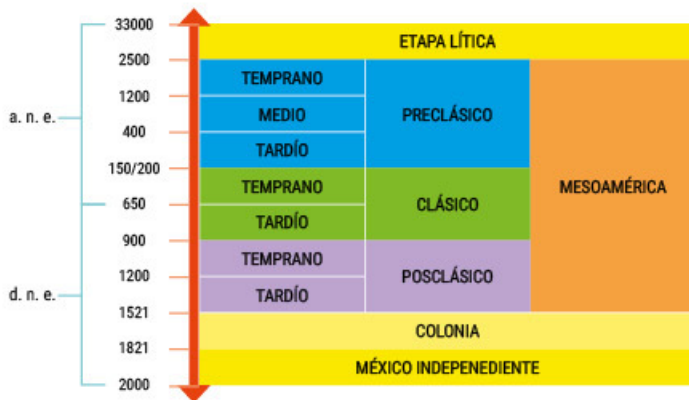 33000
ETAPA LÍTICA
2500
TEMPRANO
1200
a. n. e.
MEDIO
PRECLÁSICO
400
TARDÍO
150/200
TEMPRANO
MESOAMÉRICA
650
CLÁSICO
TARDÍO
900
TEMPRANO
1200
POSCLÁSICO
d. n. e.
TARDÍO
1521
COLONIA
1821
MÉXICO INDEPENEDIENTE
2000